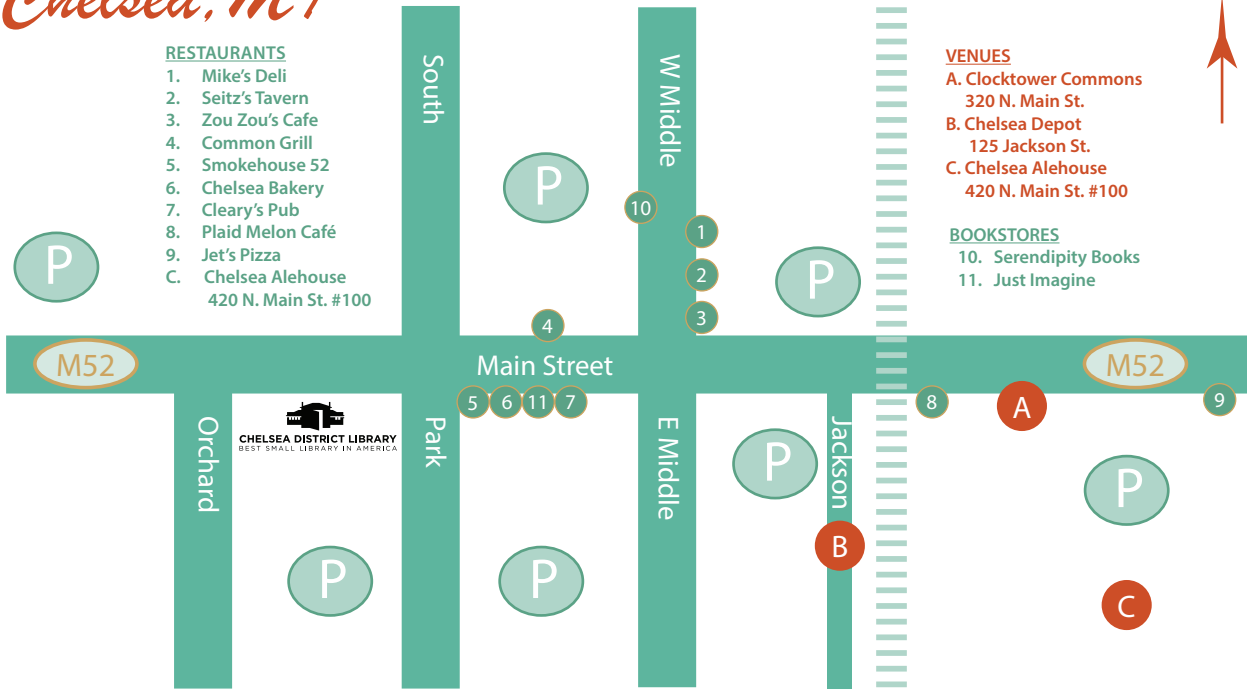 Chelsea, MI
RESTAURANTS
1. Mike's Deli
2. Seitz's Tavern
3. Zou Zou's Cafe
4. Common Grill
5. Smokehouse 52
6. Chelsea Bakery
7. Cleary's Pub
8. Plaid Melon Café
9. Jet's Pizza
C. Chelsea Alehouse
420 N. Main St. #100
South
W Middle
VENUES
A. Clocktower Commons
320 N. Main St.
B. Chelsea Depot
125 Jackson St.
C. Chelsea Alehouse
420 N. Main St. #100
BOOKSTORES
10. Serendipity Books
11. Just Imagine
P
P
P
10
1
2
3
4
M52
Main Street
M52
5
6
11
7
8
A
9
Orchard
CHELSEA DISTRICT LIBRARY
BEST SMALL LIBRARY IN AMERICA
Park
E Middle
Jackson
P
P
B
P
P
C